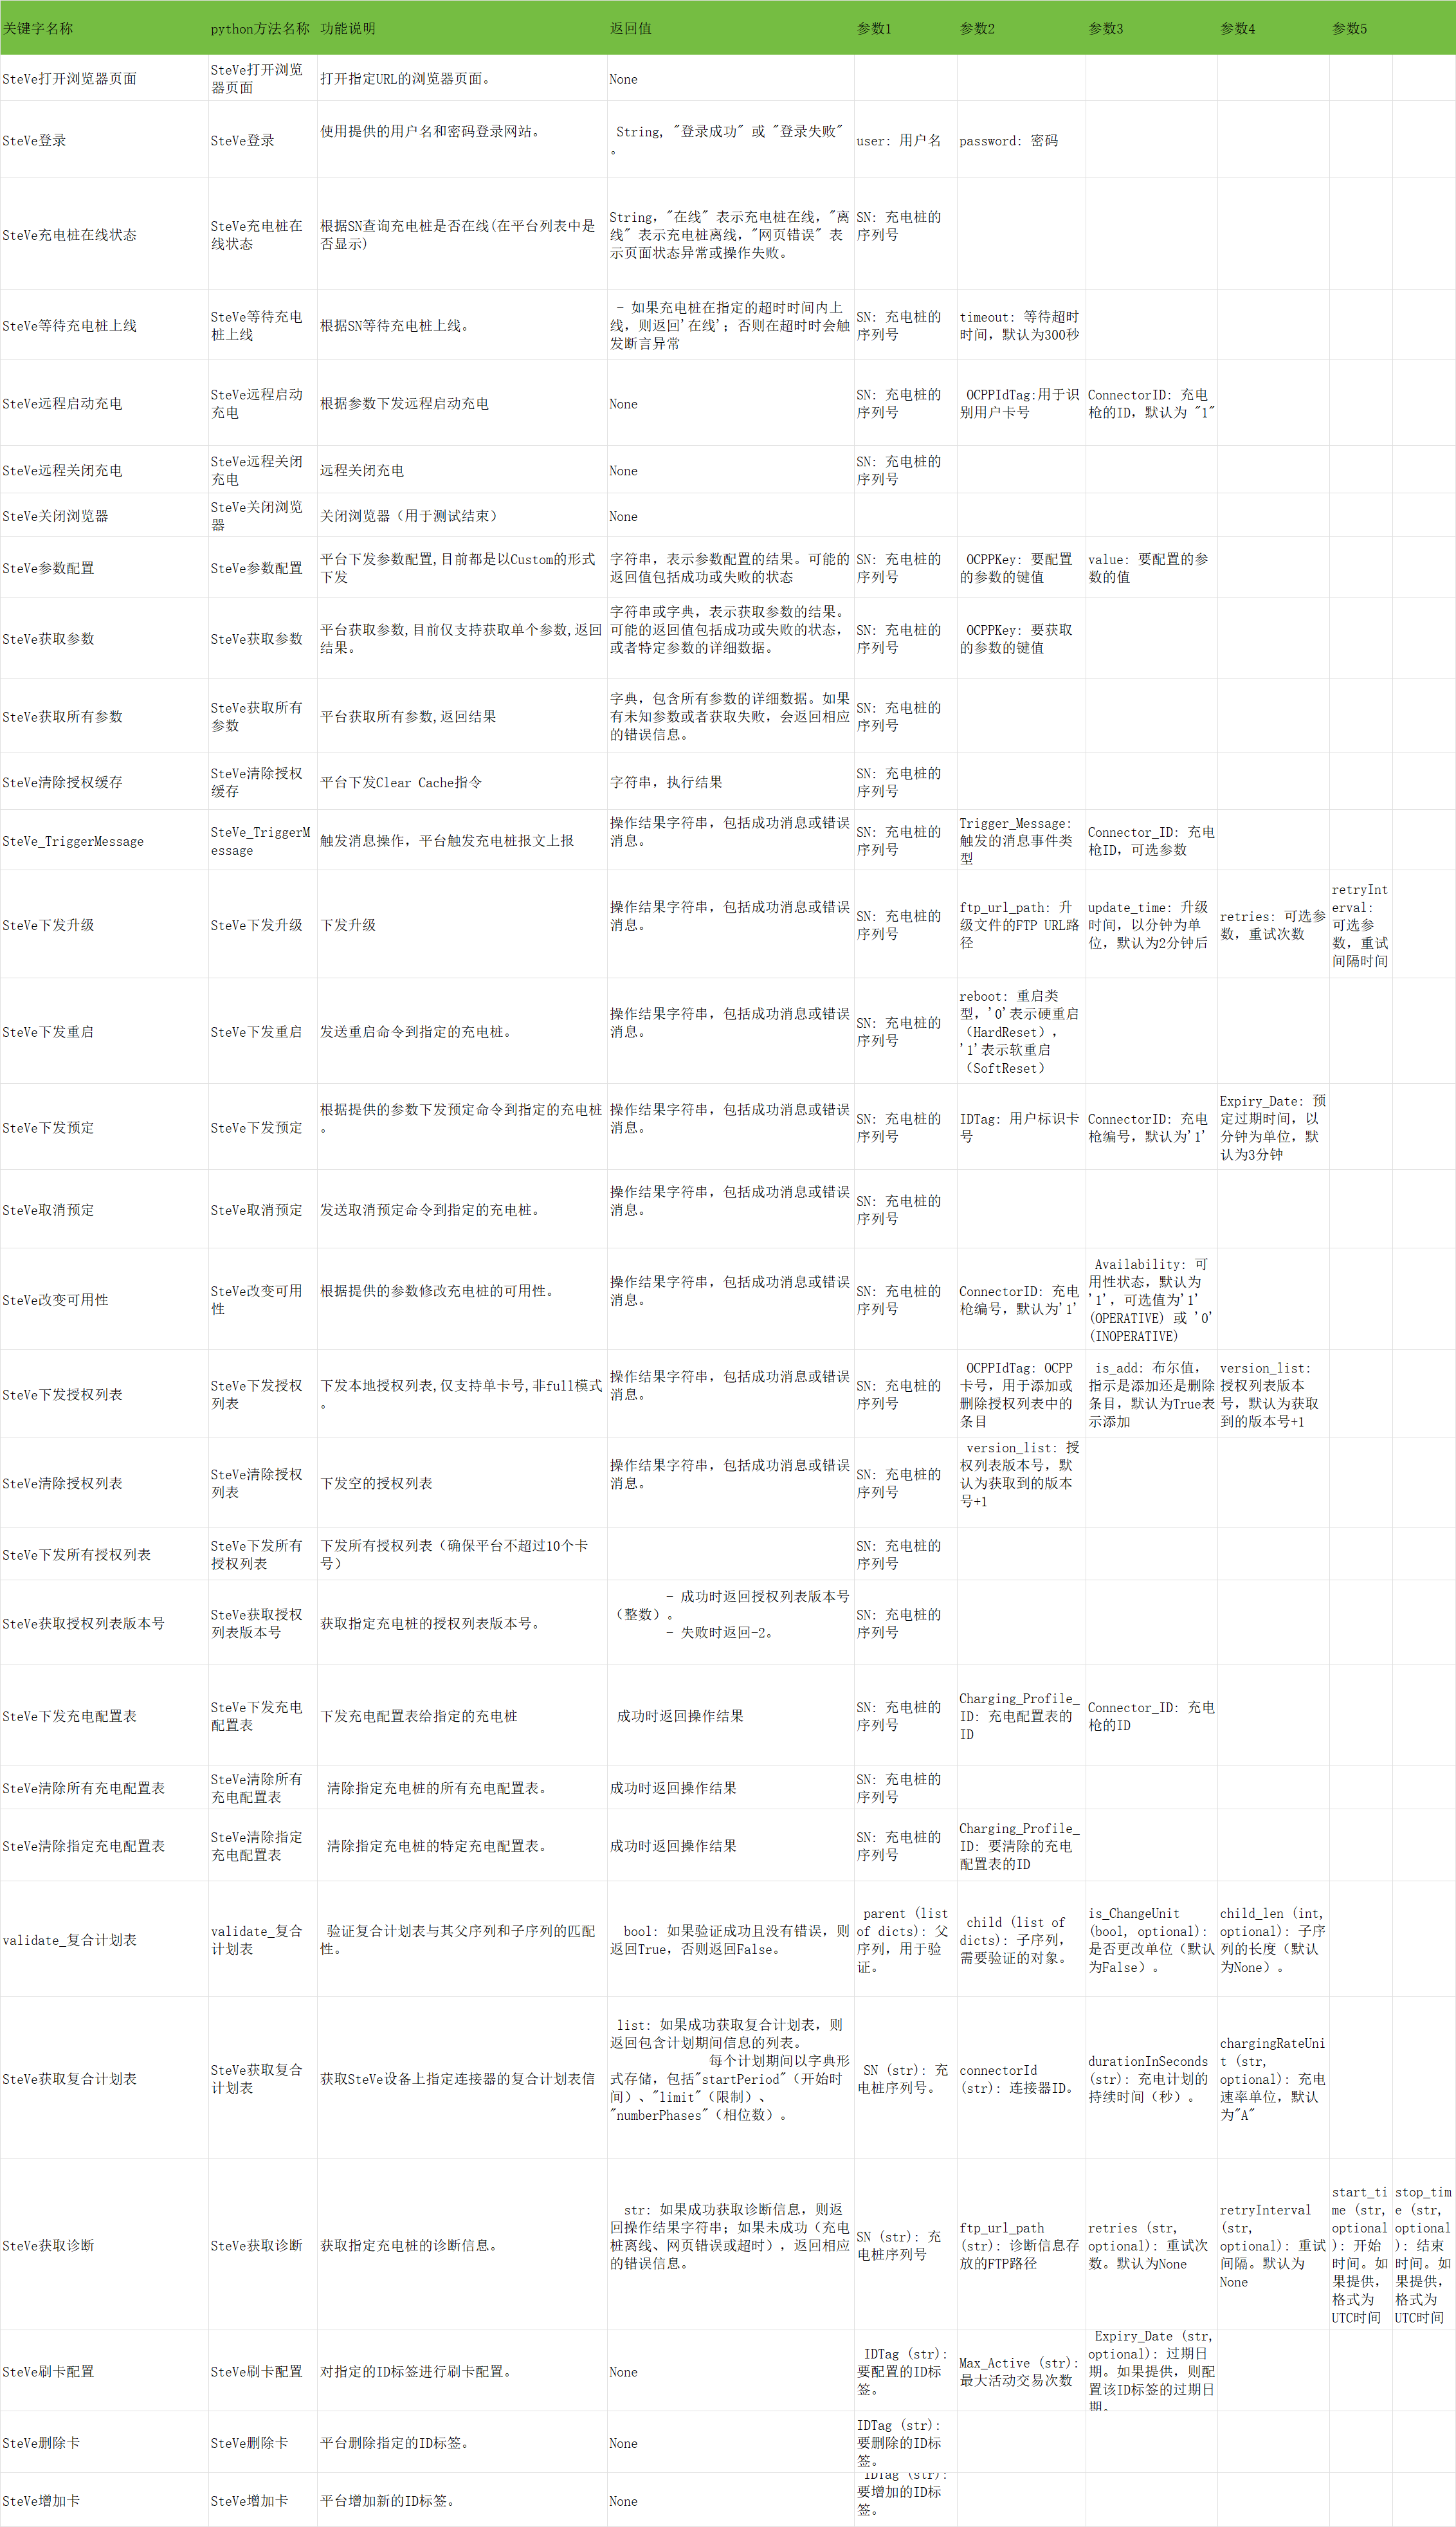 关键字名称 python方法名称 功能说明 返回值 参数1 参数2 参数3 参数4 参数5
SteVe打开浏览器页面
SteVe打开浏览
器页面
打开指定URL的浏览器页面。
None
SteVe登录
SteVe登录
使用提供的用户名和密码登录网站。
String, "登录成功" 或 "登录失败"
。
user: 用户名
password: 密码
SteVe充电桩在线状态
SteVe充电桩在
线状态
根据SN查询充电桩是否在线(在平台列表中是
否显示)
String，"在线" 表示充电桩在线，"离
线" 表示充电桩离线，"网页错误" 表
示页面状态异常或操作失败。
SN: 充电桩的
序列号
SteVe等待充电桩上线
SteVe等待充电
桩上线
根据SN等待充电桩上线。
- 如果充电桩在指定的超时时间内上
线，则返回'在线'；否则在超时时会触
发断言异常
SN: 充电桩的
序列号
timeout: 等待超时
时间，默认为300秒
SteVe远程启动充电
SteVe远程启动
充电
根据参数下发远程启动充电
None
SN: 充电桩的
序列号
OCPPIdTag:用于识
别用户卡号
ConnectorID: 充电
枪的ID，默认为 "1"
SteVe远程关闭充电
SteVe远程关闭
充电
远程关闭充电
None
SN: 充电桩的
序列号
SteVe关闭浏览器
SteVe关闭浏览
器
关闭浏览器（用于测试结束）
None
SteVe参数配置
SteVe参数配置
平台下发参数配置,目前都是以Custom的形式
下发
字符串，表示参数配置的结果。可能的
返回值包括成功或失败的状态
SN: 充电桩的
序列号
OCPPKey: 要配置
的参数的键值
value: 要配置的参
数的值
SteVe获取参数
SteVe获取参数
平台获取参数,目前仅支持获取单个参数,返回
结果。
字符串或字典，表示获取参数的结果。
可能的返回值包括成功或失败的状态，
或者特定参数的详细数据。
SN: 充电桩的
序列号
OCPPKey: 要获取
的参数的键值
SteVe获取所有参数
SteVe获取所有
参数
平台获取所有参数,返回结果
字典，包含所有参数的详细数据。如果
有未知参数或者获取失败，会返回相应
的错误信息。
SN: 充电桩的
序列号
SteVe清除授权缓存
SteVe清除授权
缓存
平台下发Clear Cache指令
字符串，执行结果
SN: 充电桩的
序列号
SteVe_TriggerMessage
SteVe_TriggerM
essage
触发消息操作，平台触发充电桩报文上报
操作结果字符串，包括成功消息或错误
消息。
SN: 充电桩的
序列号
Trigger_Message:
触发的消息事件类
型
Connector_ID: 充电
枪ID，可选参数
SteVe下发升级
SteVe下发升级
下发升级
操作结果字符串，包括成功消息或错误
消息。
SN: 充电桩的
序列号
ftp_url_path: 升
级文件的FTP URL路
径
update_time: 升级
时间，以分钟为单
位，默认为2分钟后
retries: 可选参
数，重试次数
retryInt
erval:
可选参
数，重试
间隔时间
SteVe下发重启
SteVe下发重启
发送重启命令到指定的充电桩。
操作结果字符串，包括成功消息或错误
消息。
SN: 充电桩的
序列号
reboot: 重启类
型，'0'表示硬重启
（HardReset），
'1'表示软重启
（SoftReset）
SteVe下发预定
SteVe下发预定
根据提供的参数下发预定命令到指定的充电桩
。
操作结果字符串，包括成功消息或错误
消息。
SN: 充电桩的
序列号
IDTag: 用户标识卡
号
ConnectorID: 充电
枪编号，默认为'1'
Expiry_Date: 预
定过期时间，以
分钟为单位，默
认为3分钟
SteVe取消预定
SteVe取消预定
发送取消预定命令到指定的充电桩。
操作结果字符串，包括成功消息或错误
消息。
SN: 充电桩的
序列号
SteVe改变可用性
SteVe改变可用
性
根据提供的参数修改充电桩的可用性。
操作结果字符串，包括成功消息或错误
消息。
SN: 充电桩的
序列号
ConnectorID: 充电
枪编号，默认为'1'
Availability: 可
用性状态，默认为
'1'，可选值为'1'
(OPERATIVE) 或 '0'
(INOPERATIVE)
SteVe下发授权列表
SteVe下发授权
列表
下发本地授权列表,仅支持单卡号,非full模式
。
操作结果字符串，包括成功消息或错误
消息。
SN: 充电桩的
序列号
OCPPIdTag: OCPP
卡号，用于添加或
删除授权列表中的
条目
is_add: 布尔值，
指示是添加还是删除
条目，默认为True表
示添加
version_list:
授权列表版本
号，默认为获取
到的版本号+1
SteVe清除授权列表
SteVe清除授权
列表
下发空的授权列表
操作结果字符串，包括成功消息或错误
消息。
SN: 充电桩的
序列号
version_list: 授
权列表版本号，默
认为获取到的版本
号+1
SteVe下发所有授权列表
SteVe下发所有
授权列表
下发所有授权列表（确保平台不超过10个卡
号）
SN: 充电桩的
序列号
SteVe获取授权列表版本号
SteVe获取授权
列表版本号
获取指定充电桩的授权列表版本号。
- 成功时返回授权列表版本号
（整数）。
- 失败时返回-2。
SN: 充电桩的
序列号
SteVe下发充电配置表
SteVe下发充电
配置表
下发充电配置表给指定的充电桩
成功时返回操作结果
SN: 充电桩的
序列号
Charging_Profile_
ID: 充电配置表的
ID
Connector_ID: 充电
枪的ID
SteVe清除所有充电配置表
SteVe清除所有
充电配置表
清除指定充电桩的所有充电配置表。
成功时返回操作结果
SN: 充电桩的
序列号
SteVe清除指定充电配置表
SteVe清除指定
充电配置表
清除指定充电桩的特定充电配置表。
成功时返回操作结果
SN: 充电桩的
序列号
Charging_Profile_
ID: 要清除的充电
配置表的ID
validate_复合计划表
validate_复合
计划表
验证复合计划表与其父序列和子序列的匹配
性。
bool: 如果验证成功且没有错误，则
返回True，否则返回False。
parent (list
of dicts): 父
序列，用于验
证。
child (list of
dicts): 子序列，
需要验证的对象。
is_ChangeUnit
(bool, optional):
是否更改单位（默认
为False）。
child_len (int,
optional): 子序
列的长度（默认
为None）。
SteVe获取复合计划表
SteVe获取复合
计划表
获取SteVe设备上指定连接器的复合计划表信
list: 如果成功获取复合计划表，则
返回包含计划期间信息的列表。
每个计划期间以字典形
式存储，包括"startPeriod"（开始时
间）、"limit"（限制）、
"numberPhases"（相位数）。
SN (str): 充
电桩序列号。
connectorId
(str): 连接器ID。
durationInSeconds
(str): 充电计划的
持续时间（秒）。
chargingRateUni
t (str,
optional): 充电
速率单位，默认
为"A"
SteVe获取诊断
SteVe获取诊断
获取指定充电桩的诊断信息。
str: 如果成功获取诊断信息，则返
回操作结果字符串；如果未成功（充电
桩离线、网页错误或超时），返回相应
的错误信息。
SN (str): 充
电桩序列号
ftp_url_path
(str): 诊断信息存
放的FTP路径
retries (str,
optional): 重试次
数。默认为None
retryInterval
(str,
optional): 重试
间隔。默认为
None
start_ti
me (str,
optional
): 开始
时间。如
果提供，
格式为
UTC时间
stop_tim
e (str,
optional
): 结束
时间。如
果提供，
格式为
UTC时间
SteVe刷卡配置
SteVe刷卡配置
对指定的ID标签进行刷卡配置。
None
IDTag (str):
要配置的ID标
签。
Max_Active (str):
最大活动交易次数
Expiry_Date (str,
optional): 过期日
期。如果提供，则配
置该ID标签的过期日
期。
SteVe删除卡
SteVe删除卡
平台删除指定的ID标签。
None
IDTag (str):
要删除的ID标
签。
SteVe增加卡
SteVe增加卡
平台增加新的ID标签。
None
IDTag (str):
要增加的ID标
签。